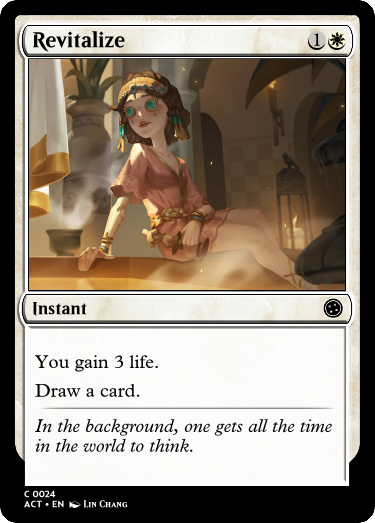 Revitalize 1
Instant
You gain 3 life.
Draw a card.
In the background, one gets all the time
in the world to think.
C 0024
ACT • EN Lin Chang